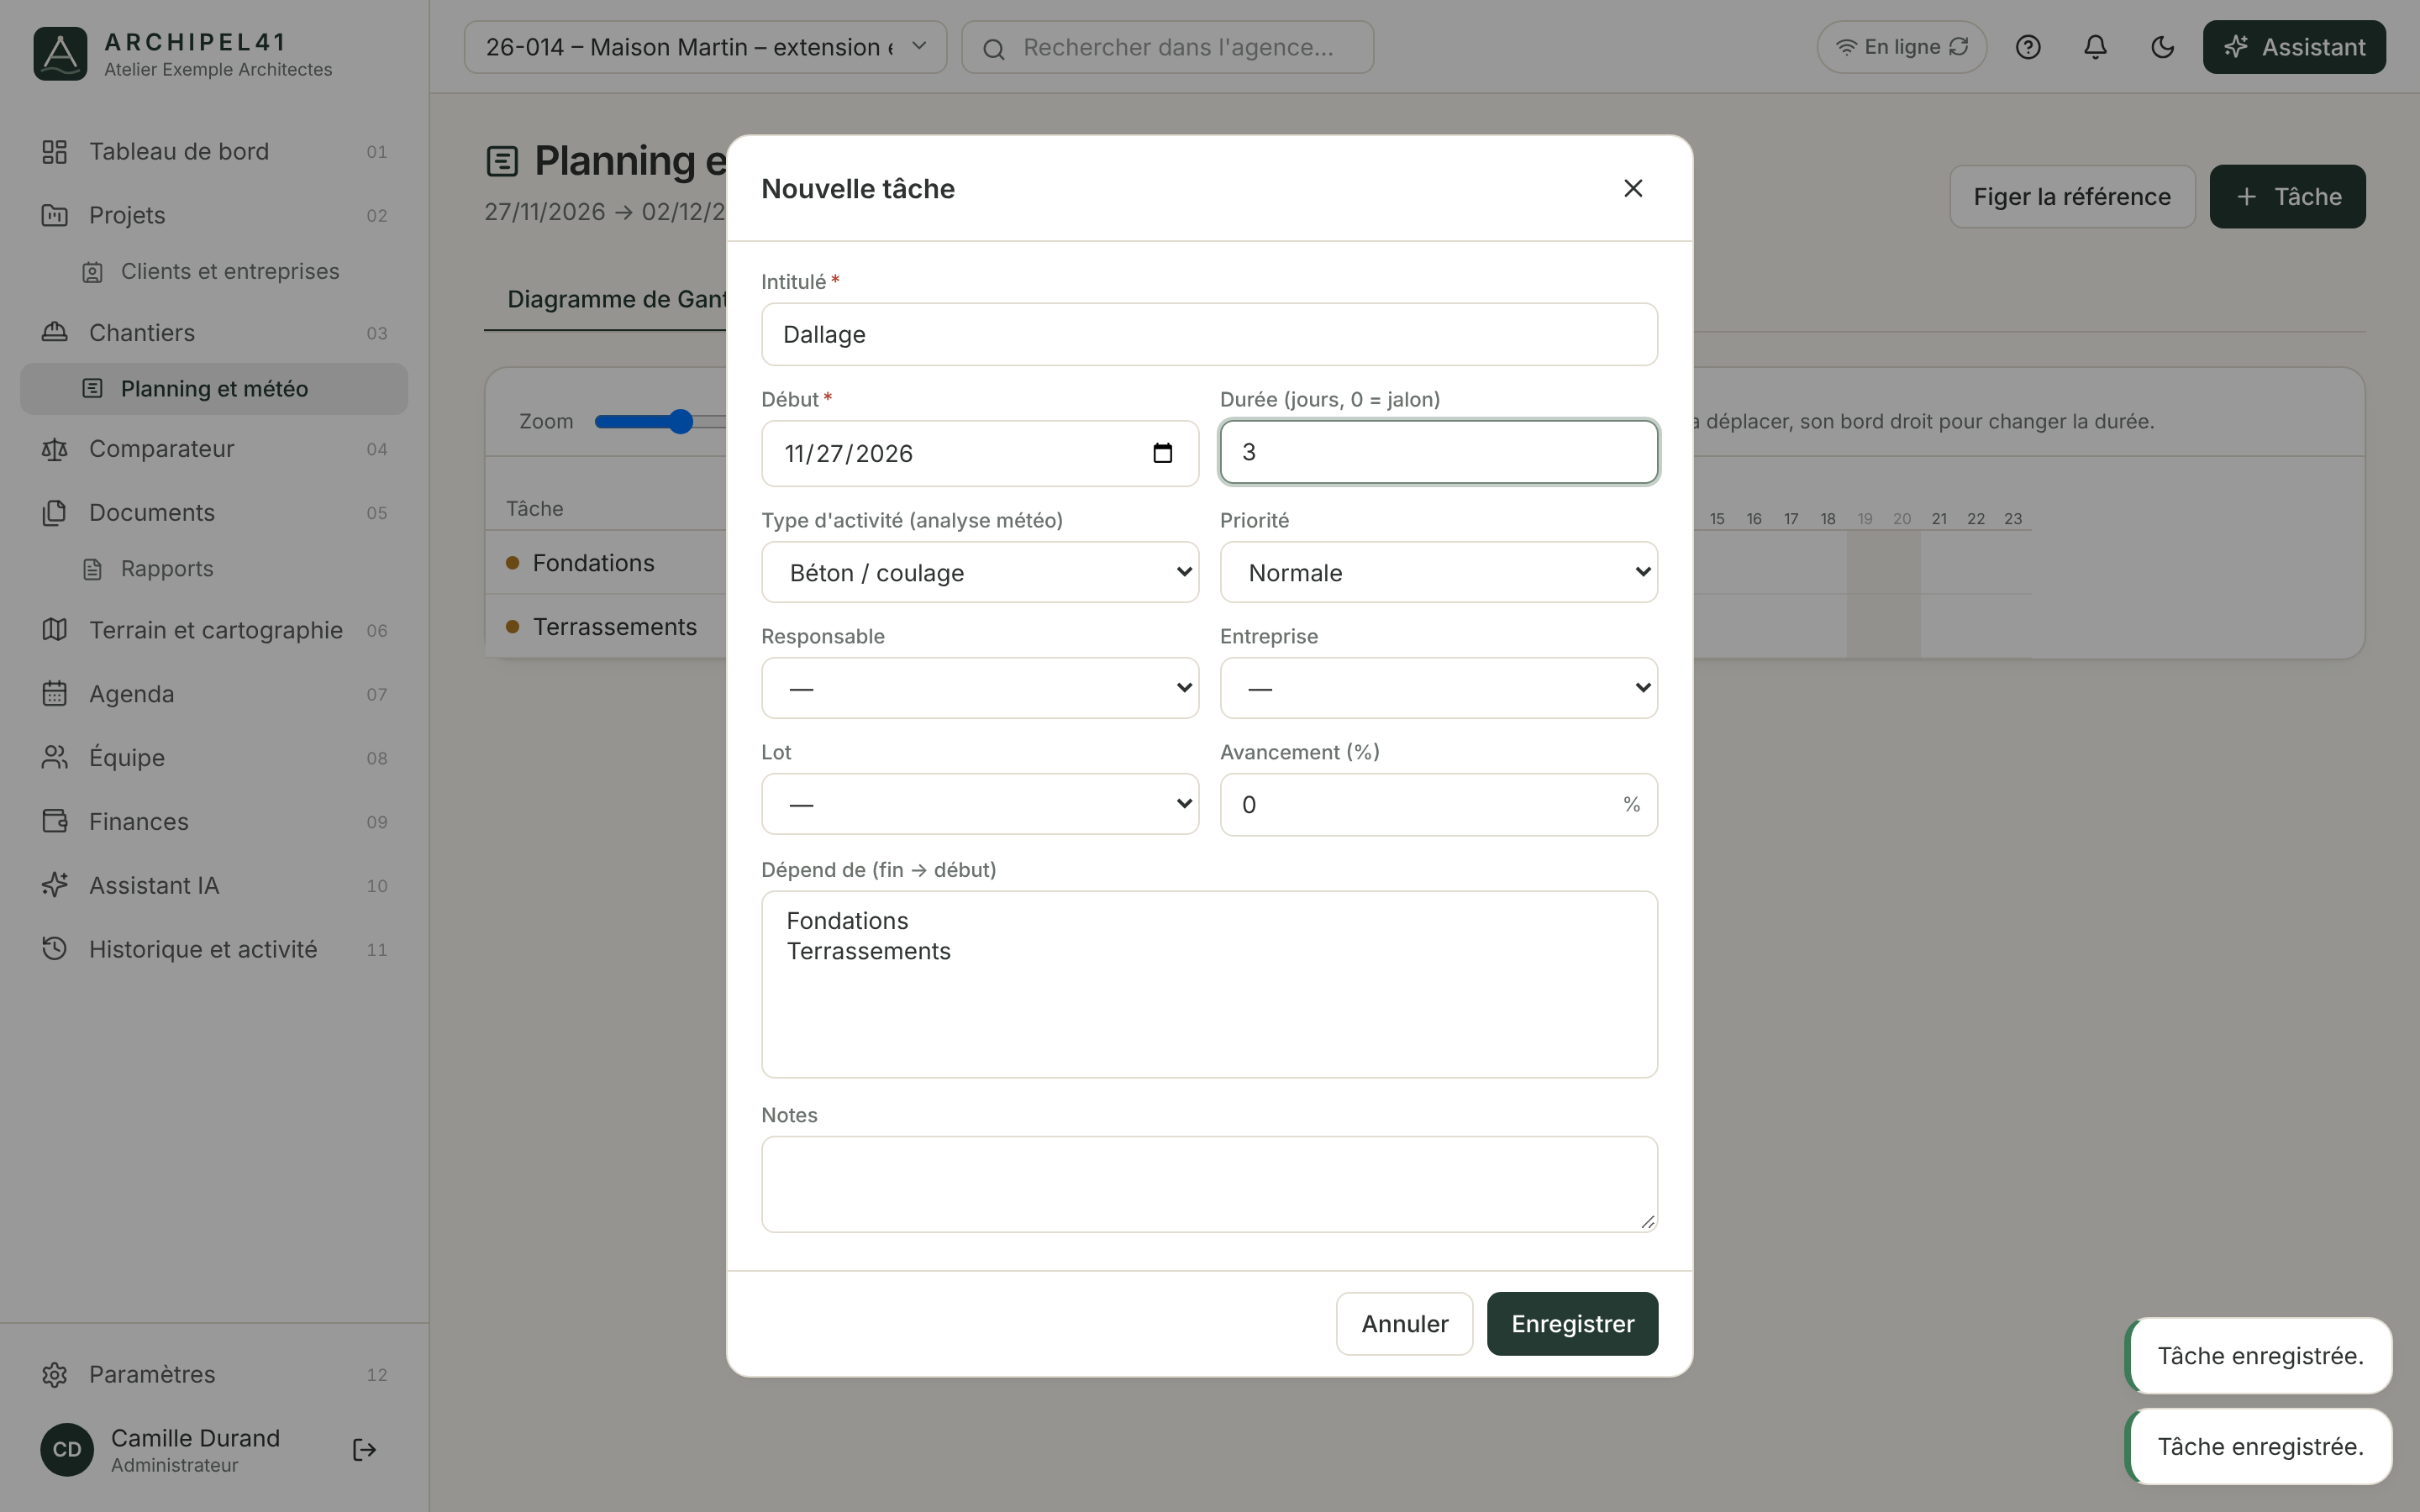 ARCHIPEL41
Atelier Exemple Architectes
Tableau de bord 01
Projets 02
Clients et entreprises
Chantiers 03
Planning et météo
Comparateur 04
Documents 05
Rapports
Terrain et cartographie 06
Agenda 07
Équipe 08
Finances 09
Assistant IA 10
Historique et activité 11
Paramètres 12
CD
Camille Durand
Administrateur
26-014 – Maison Martin – extension
Rechercher dans l'agence...
En ligne
Assistant
Planning
27/11/2026 → 02/12/2
Figer la référence
+ Tâche
Diagramme de Gant
Zoom
déplacer, son bord droit pour changer la durée.
Tâche
15 16 17 18 19 20 21 22 23
Fondations
Terrassements
Nouvelle tâche
Intitulé *
Dallage
Début *
11/27/2026
Durée (jours, 0 = jalon)
3
Type d'activité (analyse météo)
Béton / coulage
Priorité
Normale
Responsable
—
Entreprise
—
Lot
—
Avancement (%)
0 %
Dépend de (fin → début)
Fondations
Terrassements
Notes
Annuler
Enregistrer
Tâche enregistrée.
Tâche enregistrée.